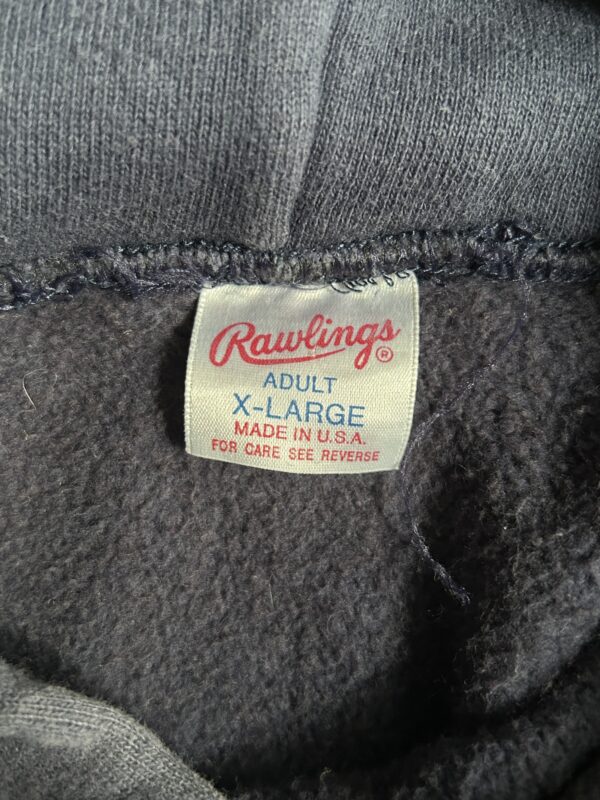 Rawlings®
ADULT
X-LARGE
MADE IN U.S.A.
FOR CARE SEE REVERSE